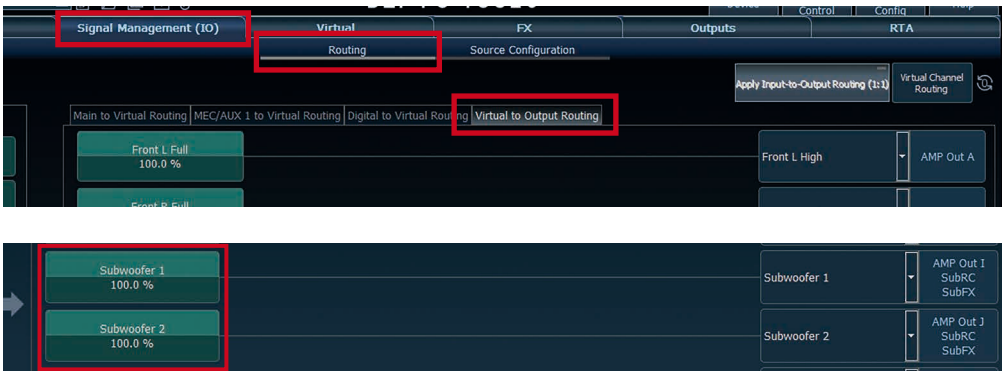 Control
Config
Signal Management (IO)
Virtual
FX
Outputs
RTA
Routing
Source Configuration
Apply Input-to-Output Routing (1:1)
Virtual Channel
Routing
Main to Virtual Routing
MEC/AUX 1 to Virtual Routing
Digital to Virtual Routing
Virtual to Output Routing
Front L Full
100.0 %
Front L High
AMP Out A
Front R Full
Subwoofer 1
100.0 %
Subwoofer 1
AMP Out I
SubRC
SubFX
Subwoofer 2
100.0 %
Subwoofer 2
AMP Out J
SubRC
SubFX